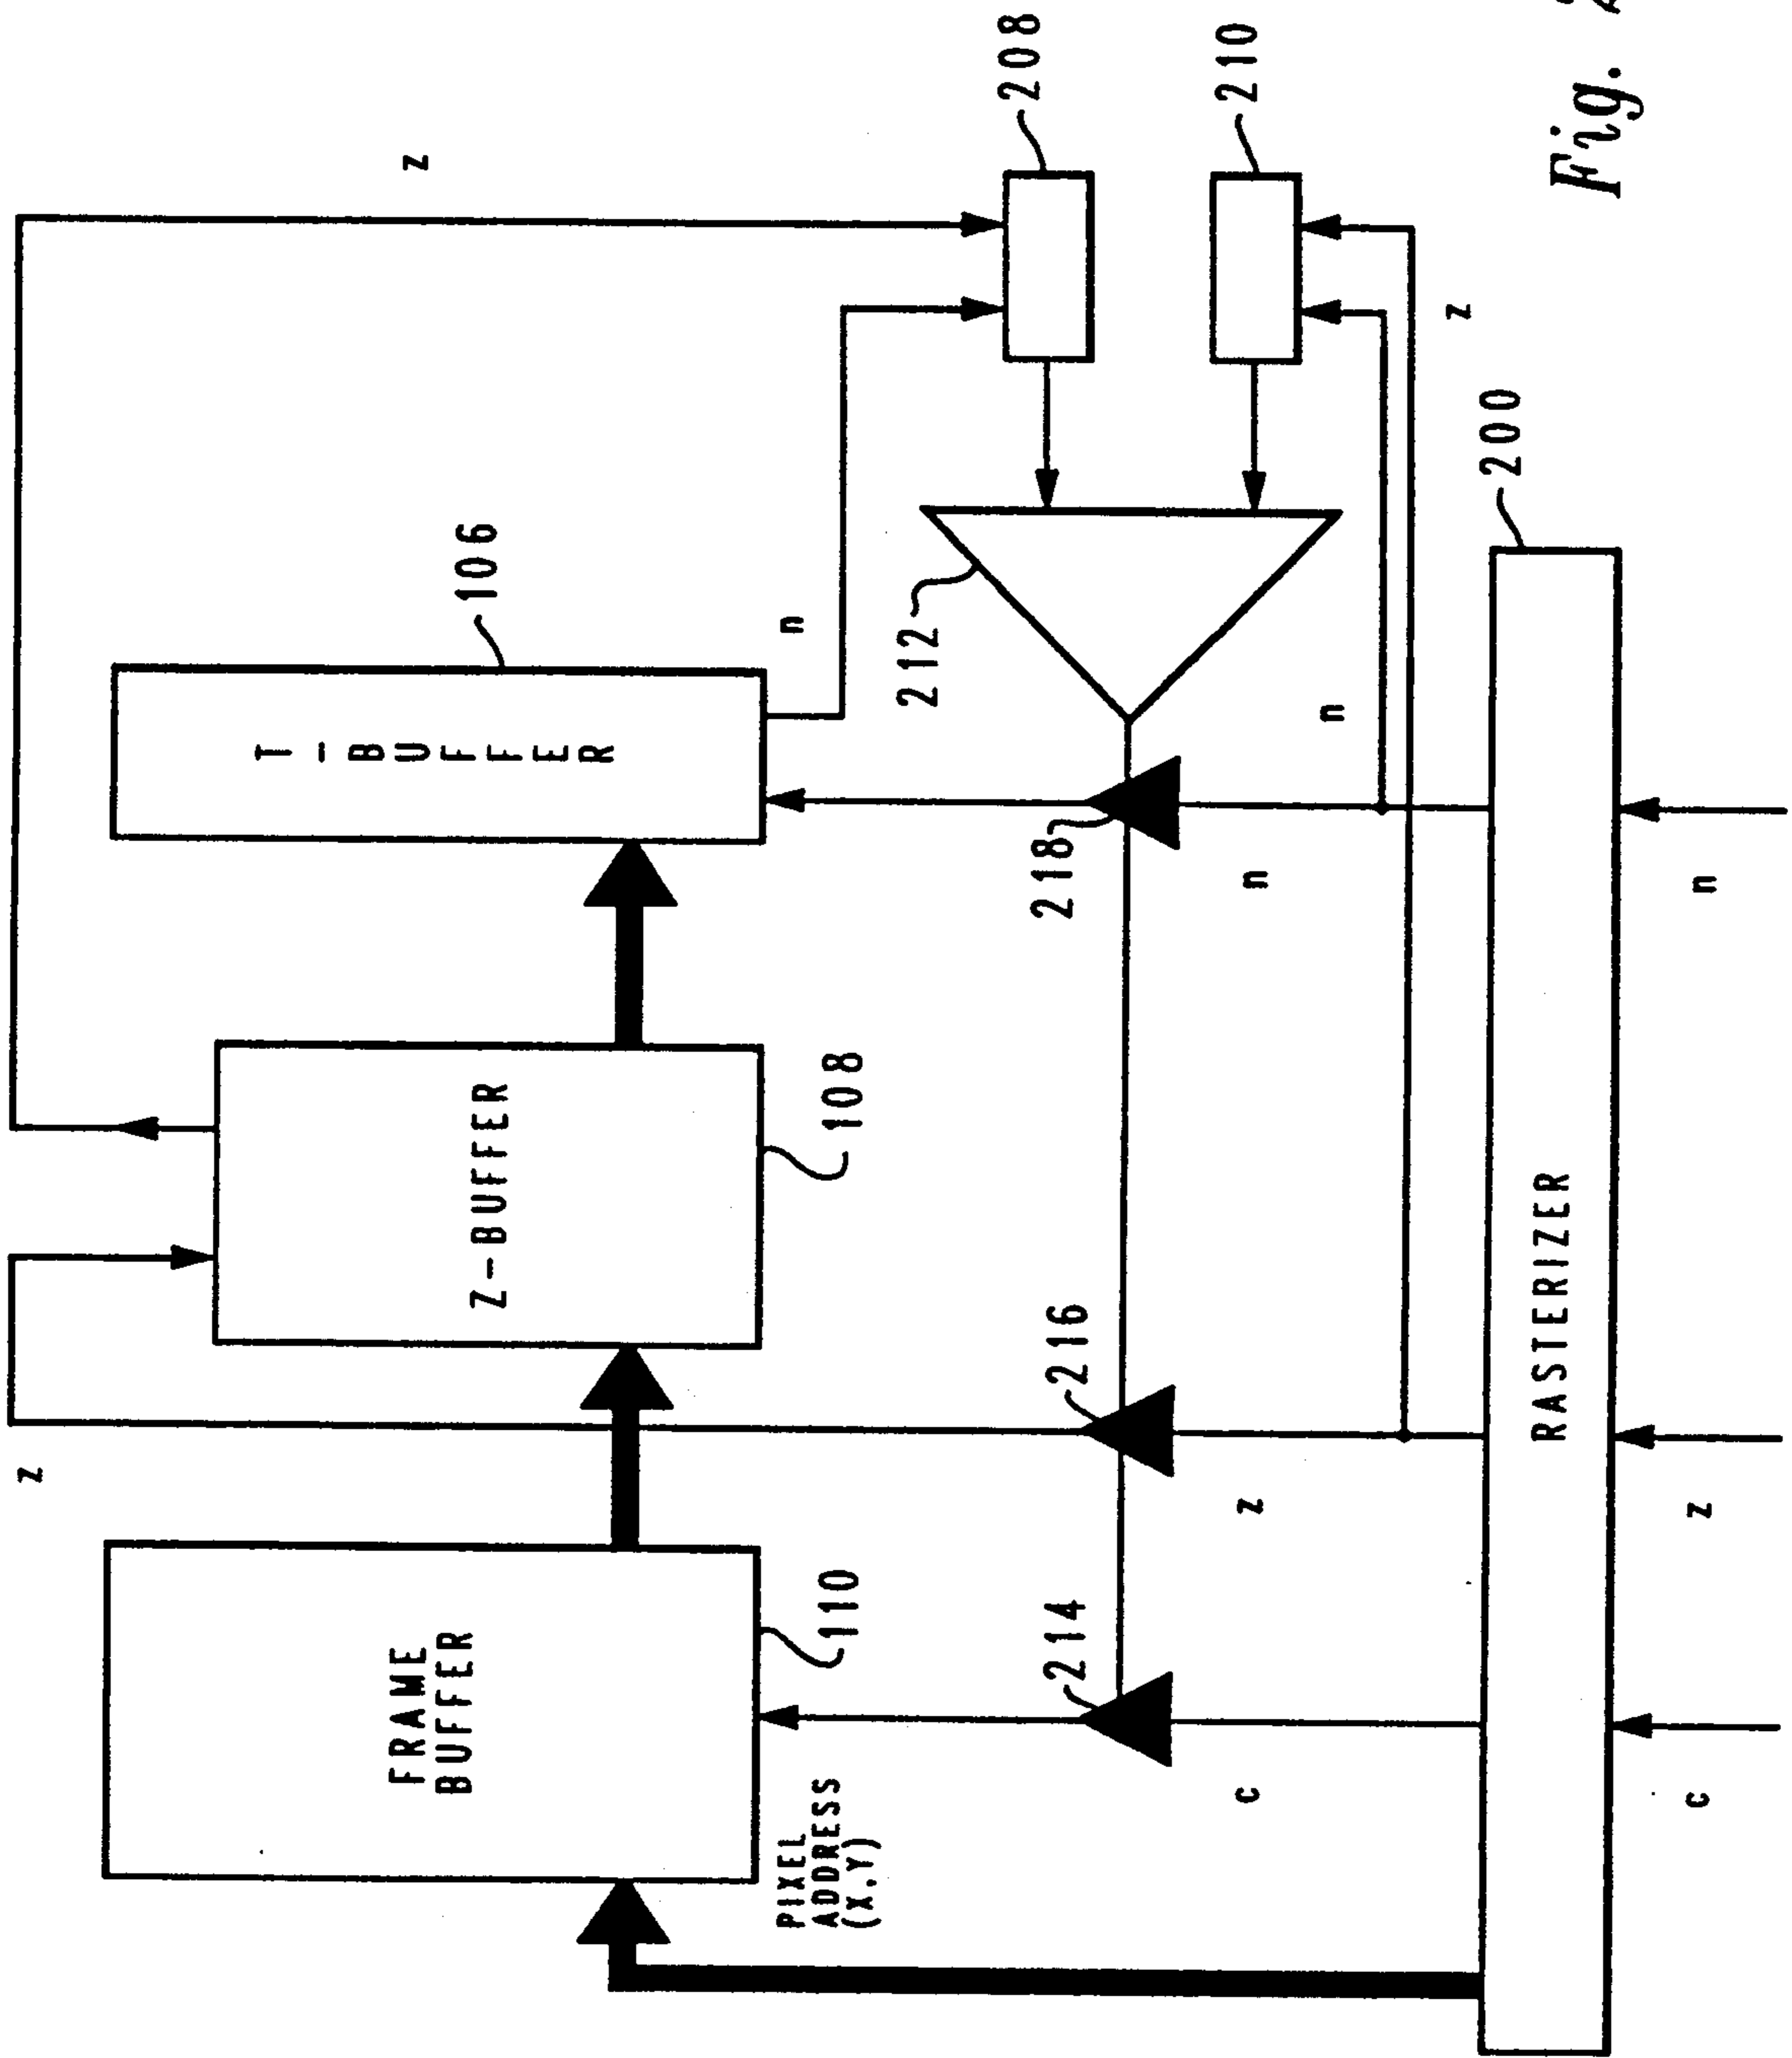 z
FRAME
BUFFER
Z-BUFFER
T-BUFFER
z
106
n
PIXEL
ADDRESS
(X,Y)
110
108
212
208
214
216
218
210
c
z
n
n
z
200
RASTERIZER
Fig.
c
z
n